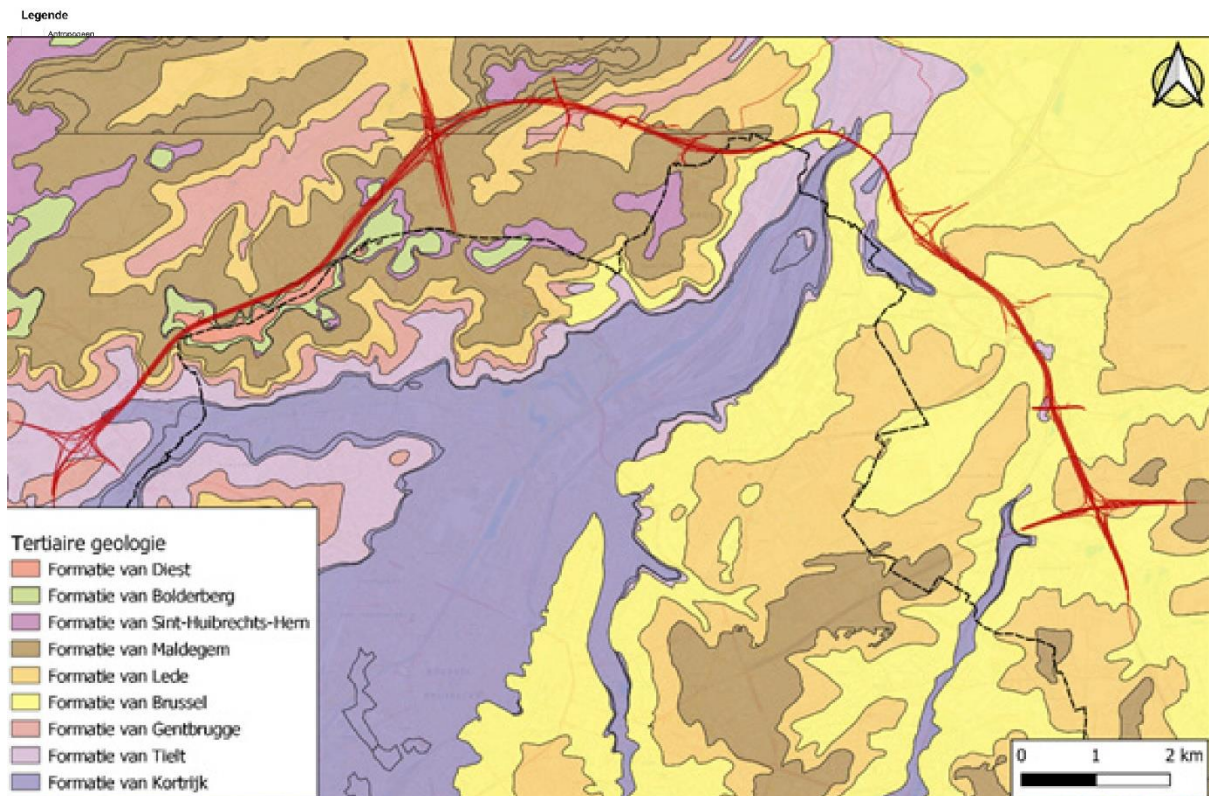 Legende
Antropogeen
Tertiaire geologie
Formatie van Diest
Formatie van Bolderberg
Formatie van Sint-Huibrechts-Hern
Formatie van Maldegem
Formatie van Lede
Formatie van Brussel
Formatie van Gentbrugge
Formatie van Tielt
Formatie van Kortrijk
0 1 2 km